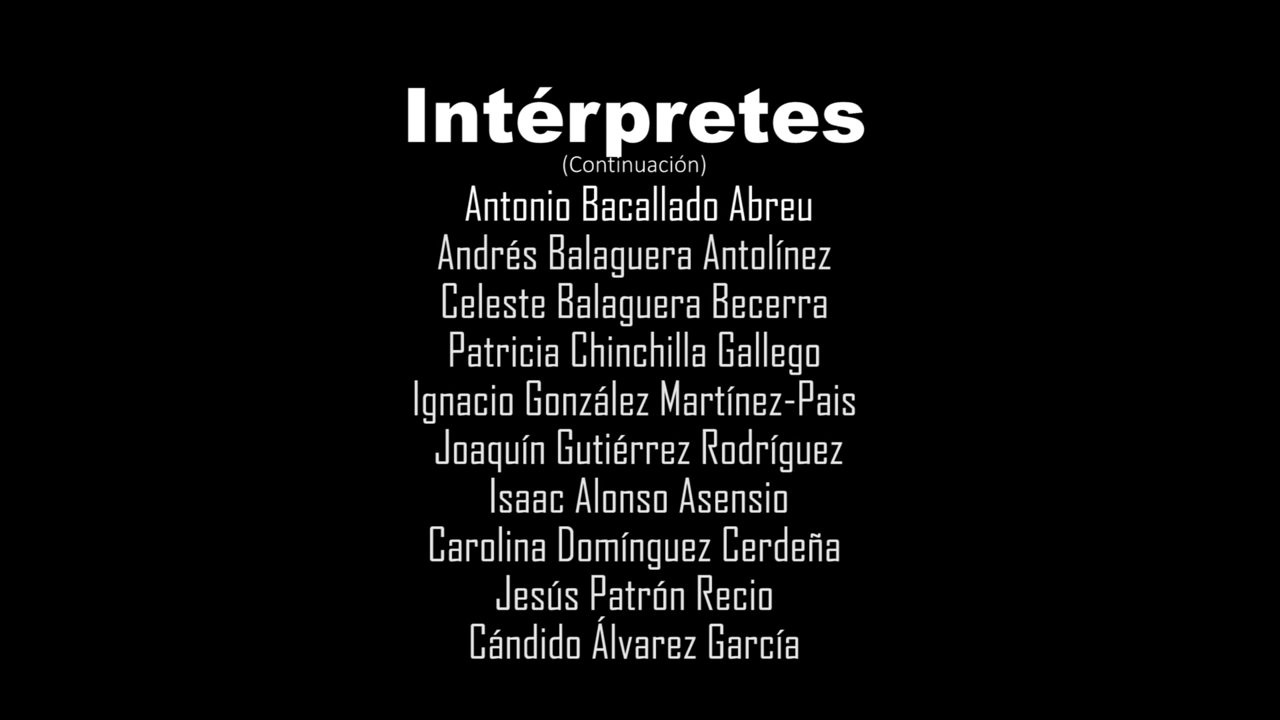 Intérpretes
(Continuación)
Antonio Bacallado Abreu
Andrés Balaguera Antolínez
Celeste Balaguera Becerra
Patricia Chinchilla Gallego
Ignacio González Martínez-Pais
Joaquín Gutiérrez Rodríguez
Isaac Alonso Asensio
Carolina Domínguez Cerdeña
Jesús Patrón Recio
Cándido Álvarez García